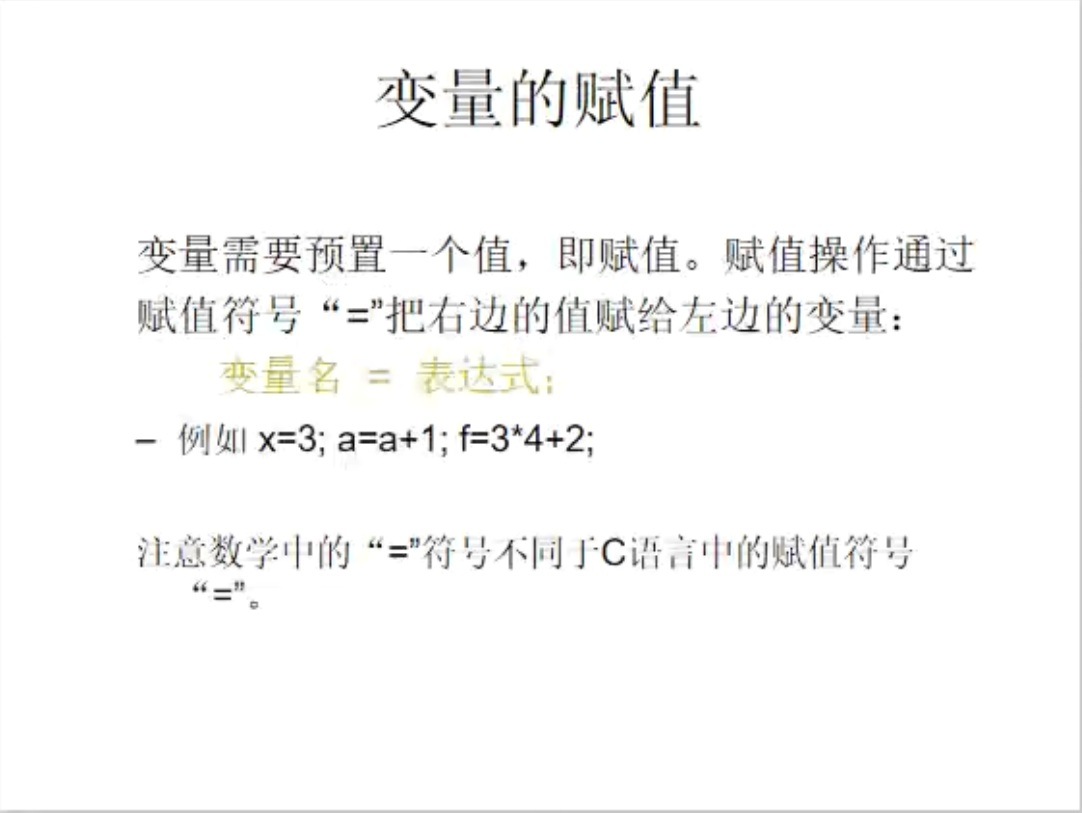 变量的赋值
变量需要预置一个值，即赋值。赋值操作通过
赋值符号“=”把右边的值赋给左边的变量：
变量名 = 表达式；
– 例如 x=3; a=a+1; f=3*4+2;
注意数学中的“=”符号不同于C语言中的赋值符号
“=”。